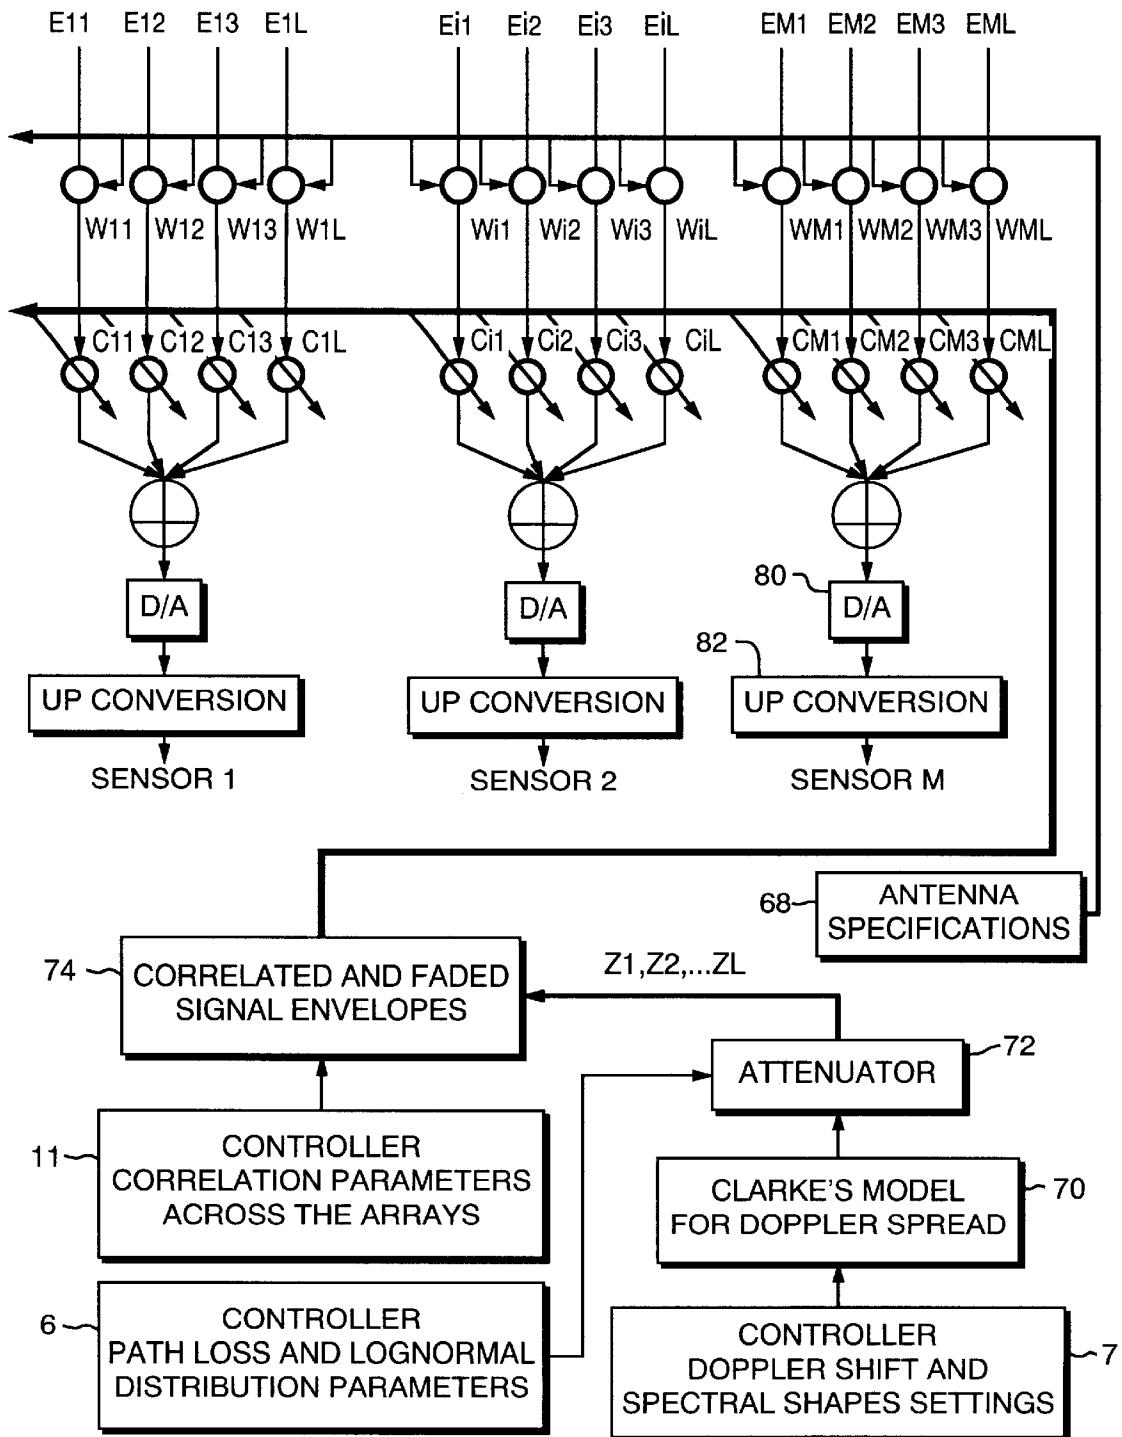 E11 E12 E13 E1L Ei1 Ei2 Ei3 EiL EM1 EM2 EM3 EML
W11 W12 W13 W1L Wi1 Wi2 Wi3 WiL WM1 WM2 WM3 WML
C11 C12 C13 C1L Ci1 Ci2 Ci3 CiL CM1 CM2 CM3 CML
D/A D/A 80 D/A
82
UP CONVERSION UP CONVERSION UP CONVERSION
SENSOR 1 SENSOR 2 SENSOR M
68
ANTENNA
SPECIFICATIONS
74
CORRELATED AND FADED
SIGNAL ENVELOPES
Z1,Z2,...ZL
72
ATTENUATOR
11
CONTROLLER
CORRELATION PARAMETERS
ACROSS THE ARRAYS
70
CLARKE'S MODEL
FOR DOPPLER SPREAD
6
CONTROLLER
PATH LOSS AND LOGNORMAL
DISTRIBUTION PARAMETERS
CONTROLLER
DOPPLER SHIFT AND
SPECTRAL SHAPES SETTINGS
7